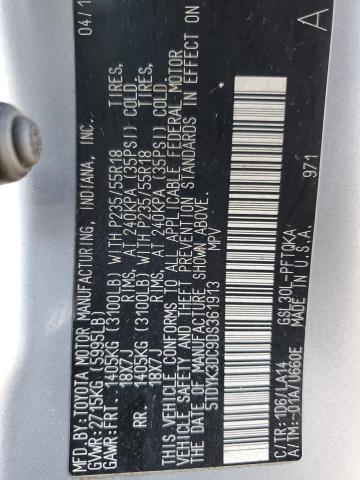 04/1
MFD.BY:TOYOTA MOTOR MANUFACTURING, INDIANA, INC.
GVWR:2715KG (5995LB)
GAWR:FRT. 1405KG (3100LB) WITH P235/55R18 TIRES,
18X7J RIMS, AT 240KPA (35PSI) COLD.
RR. 1405KG (3100LB) WITH P235/55R18 TIRES,
18X7J RIMS, AT 240KPA (35PSI) COLD.
THIS VEHICLE CONFORMS TO ALL APPLICABLE FEDERAL MOTOR
VEHICLE SAFETY AND THEFT PREVENTION STANDARDS IN EFFECT ON
THE DATE OF MANUFACTURE SHOWN ABOVE.
5TDYK3DC9DS361913 MPV
C/TR:1D6/LA14 GSL30L-PFTQKA 971
A/TM:-01A/U660E MADE IN U.S.A.
A